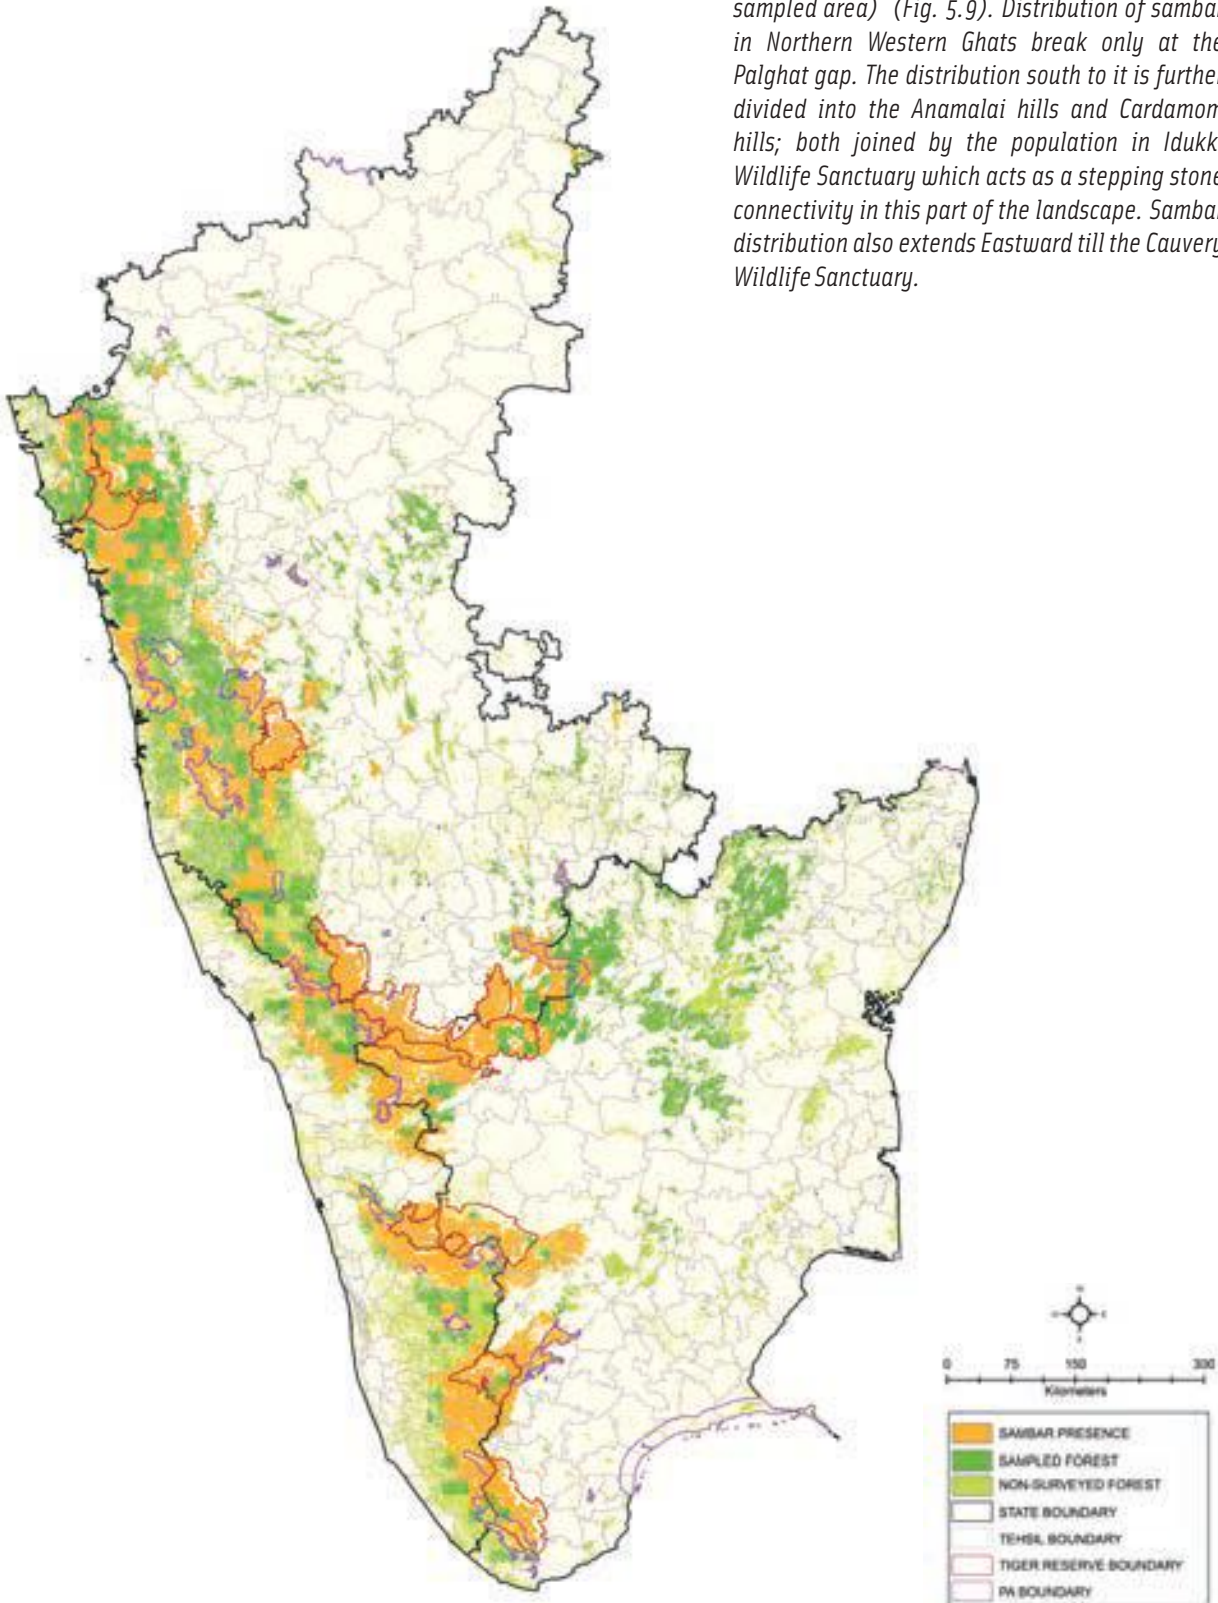 sampled area) (Fig. 5.9). Distribution of sambar
in Northern Western Ghats break only at the
Palghat gap. The distribution south to it is further
divided into the Anamalai hills and Cardamom
hills; both joined by the population in Idukki
Wildlife Sanctuary which acts as a stepping stone
connectivity in this part of the landscape. Sambar
distribution also extends Eastward till the Cauvery
Wildlife Sanctuary.
0 75 150 300
Kilometers
SAMBAR PRESENCE
SAMPLED FOREST
NON-SURVEYED FOREST
STATE BOUNDARY
TEHSIL BOUNDARY
TIGER RESERVE BOUNDARY
PA BOUNDARY